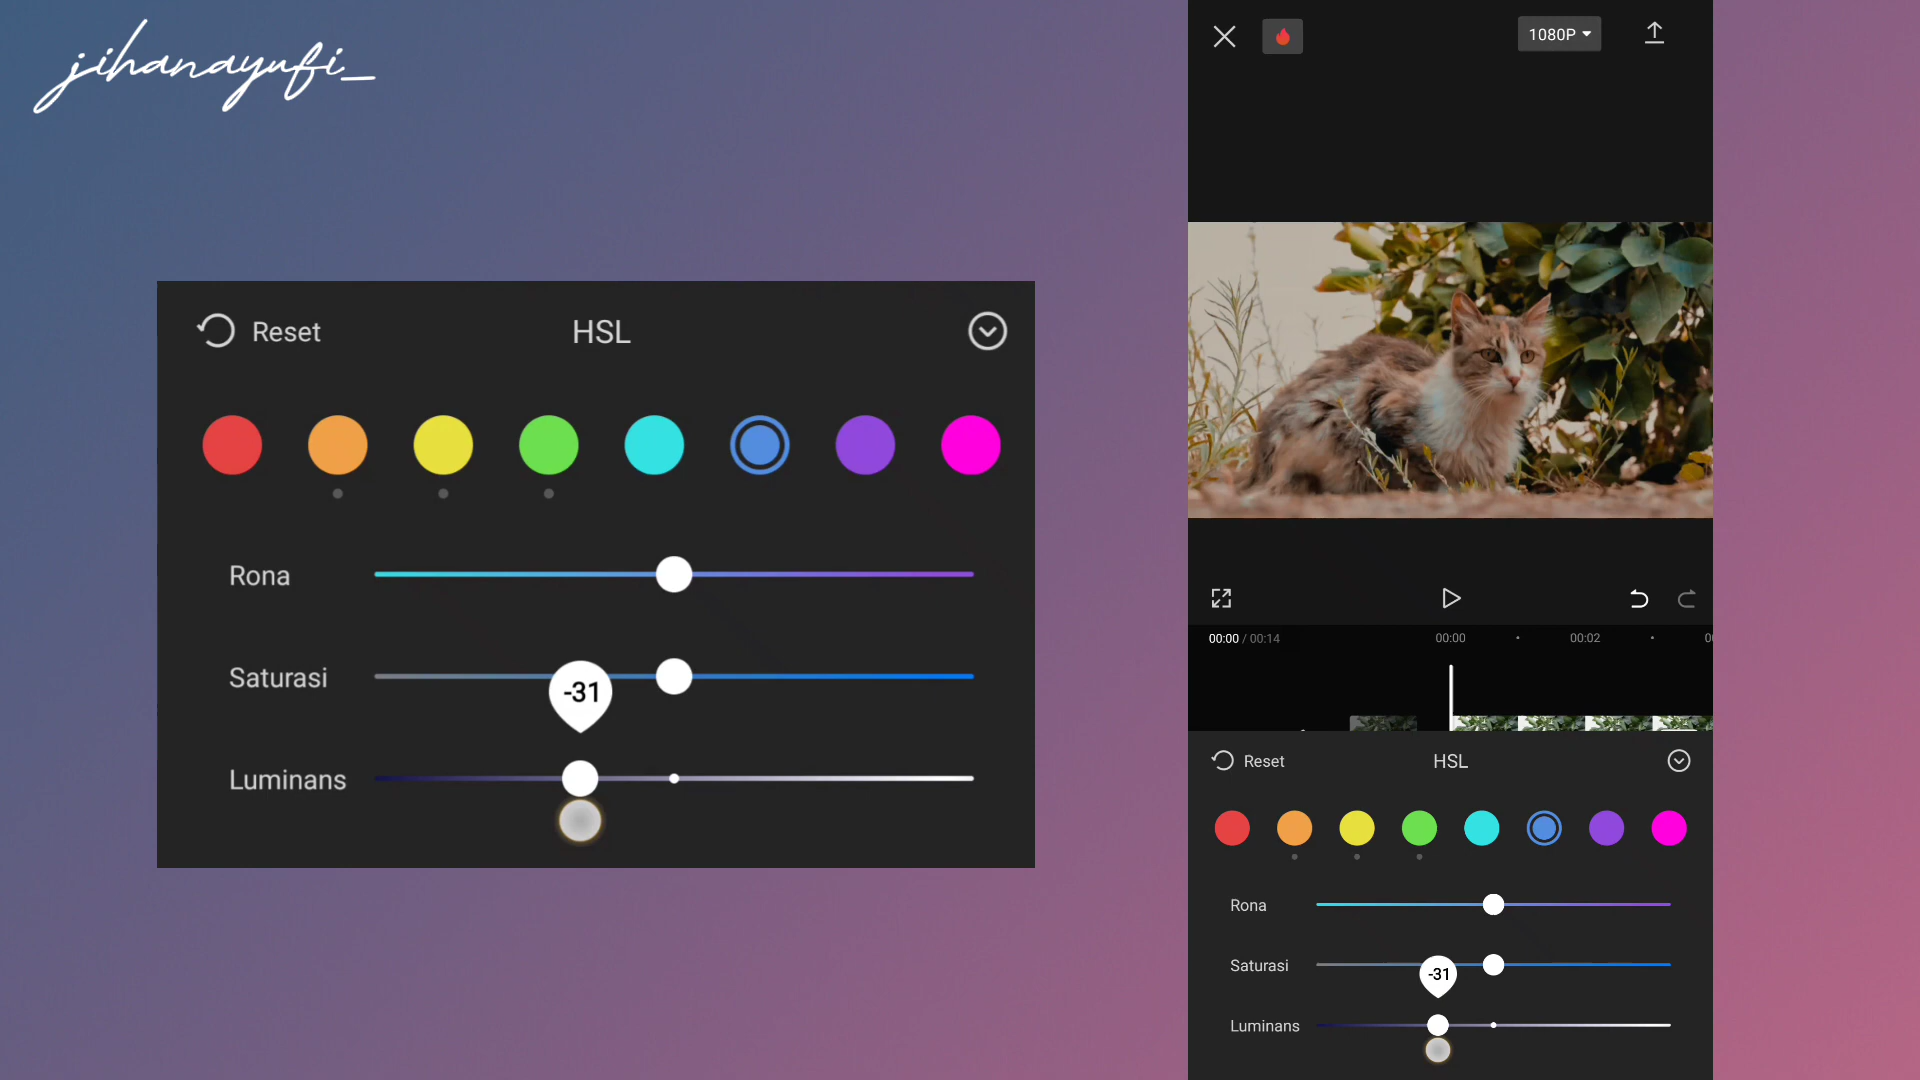 jihanayufi_
Reset
HSL
Rona
Saturasi
-31
Luminans
1080P
00:00 / 00:14
00:00
00:02
Reset
HSL
Rona
Saturasi
-31
Luminans